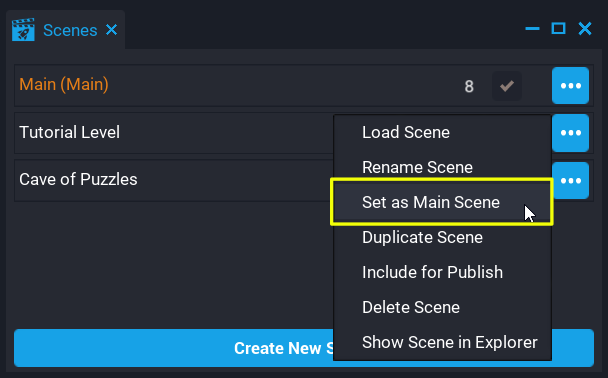 Scenes
Main (Main) 8
Tutorial Level
Cave of Puzzles
Load Scene
Rename Scene
Set as Main Scene
Duplicate Scene
Include for Publish
Delete Scene
Show Scene in Explorer
Create New